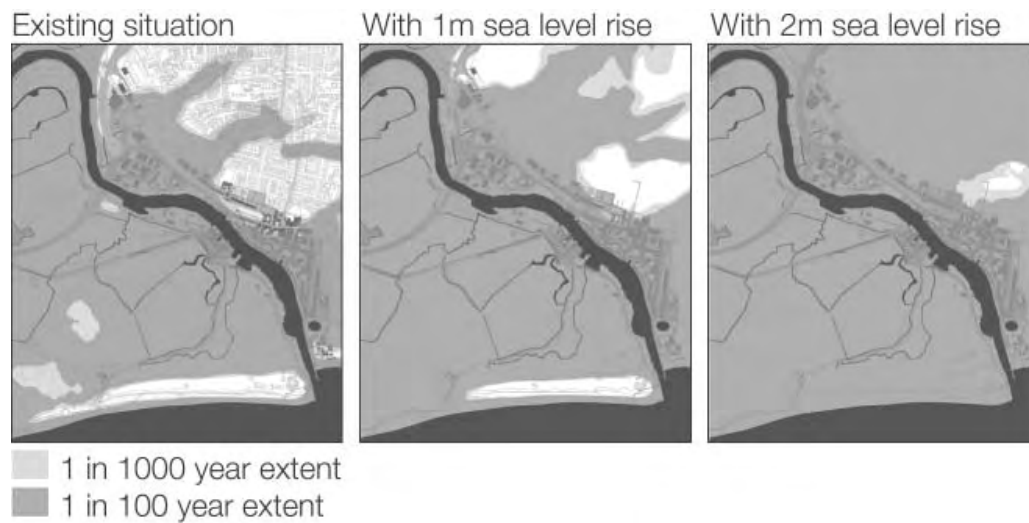 Existing situation
With 1m sea level rise
With 2m sea level rise
1 in 1000 year extent
1 in 100 year extent